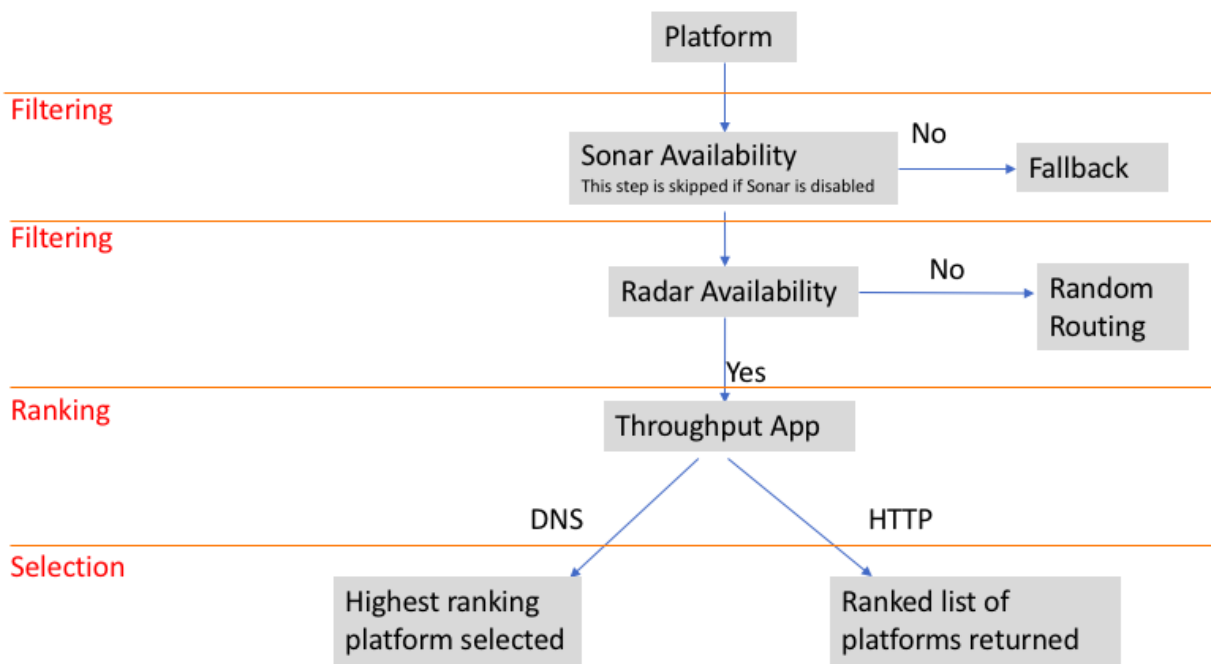 Platform
Filtering
Sonar Availability
This step is skipped if Sonar is disabled
No
Fallback
Filtering
Radar Availability
No
Random
Routing
Yes
Ranking
Throughput App
DNS
HTTP
Selection
Highest ranking
platform selected
Ranked list of
platforms returned